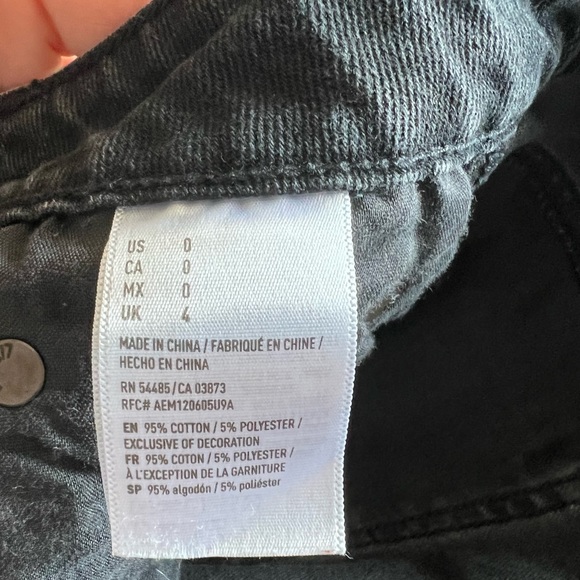 US 0
CA 0
MX 0
UK 4
MADE IN CHINA / FABRIQUÉ EN CHINE /
HECHO EN CHINA
RN 54485/CA 03873
RFC# AEM120605U9A
EN 95% COTTON / 5% POLYESTER /
EXCLUSIVE OF DECORATION
FR 95% COTON / 5% POLYESTER /
À L'EXCEPTION DE LA GARNITURE
SP 95% algodón / 5% poliéster